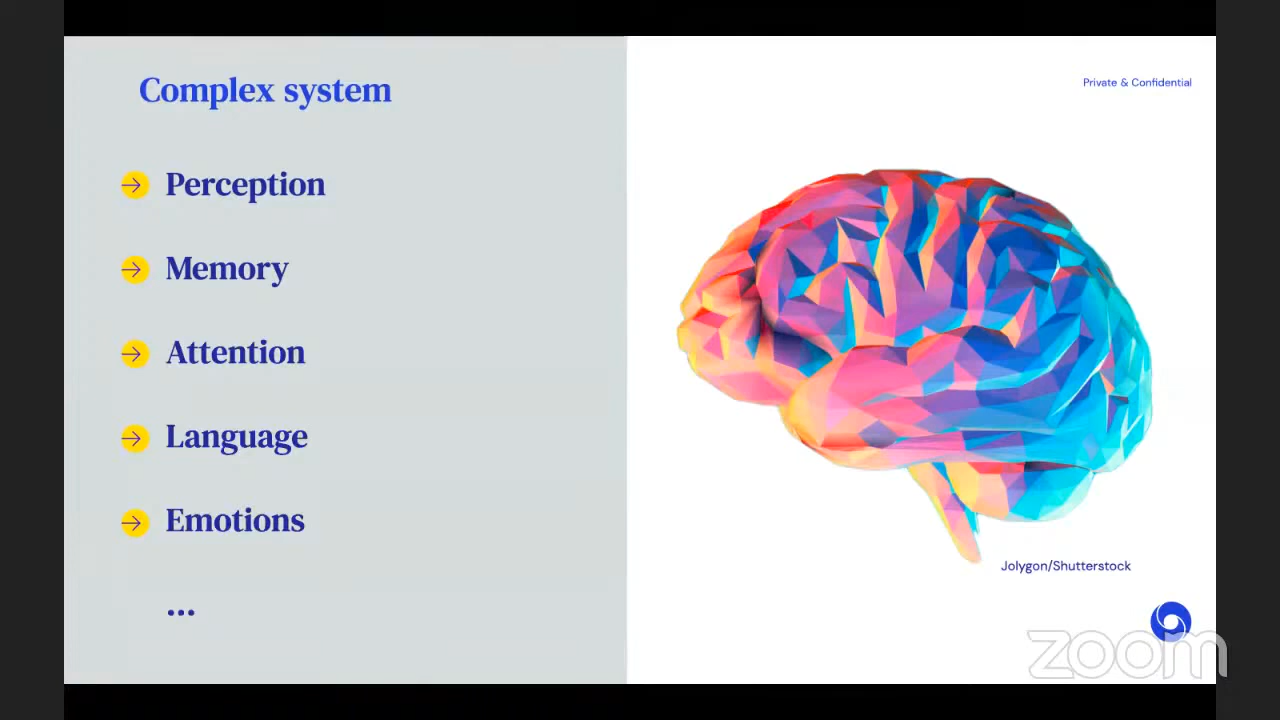 Complex system
Private & Confidential
Perception
Memory
Attention
Language
Emotions
...
Jolygon/Shutterstock
zoom